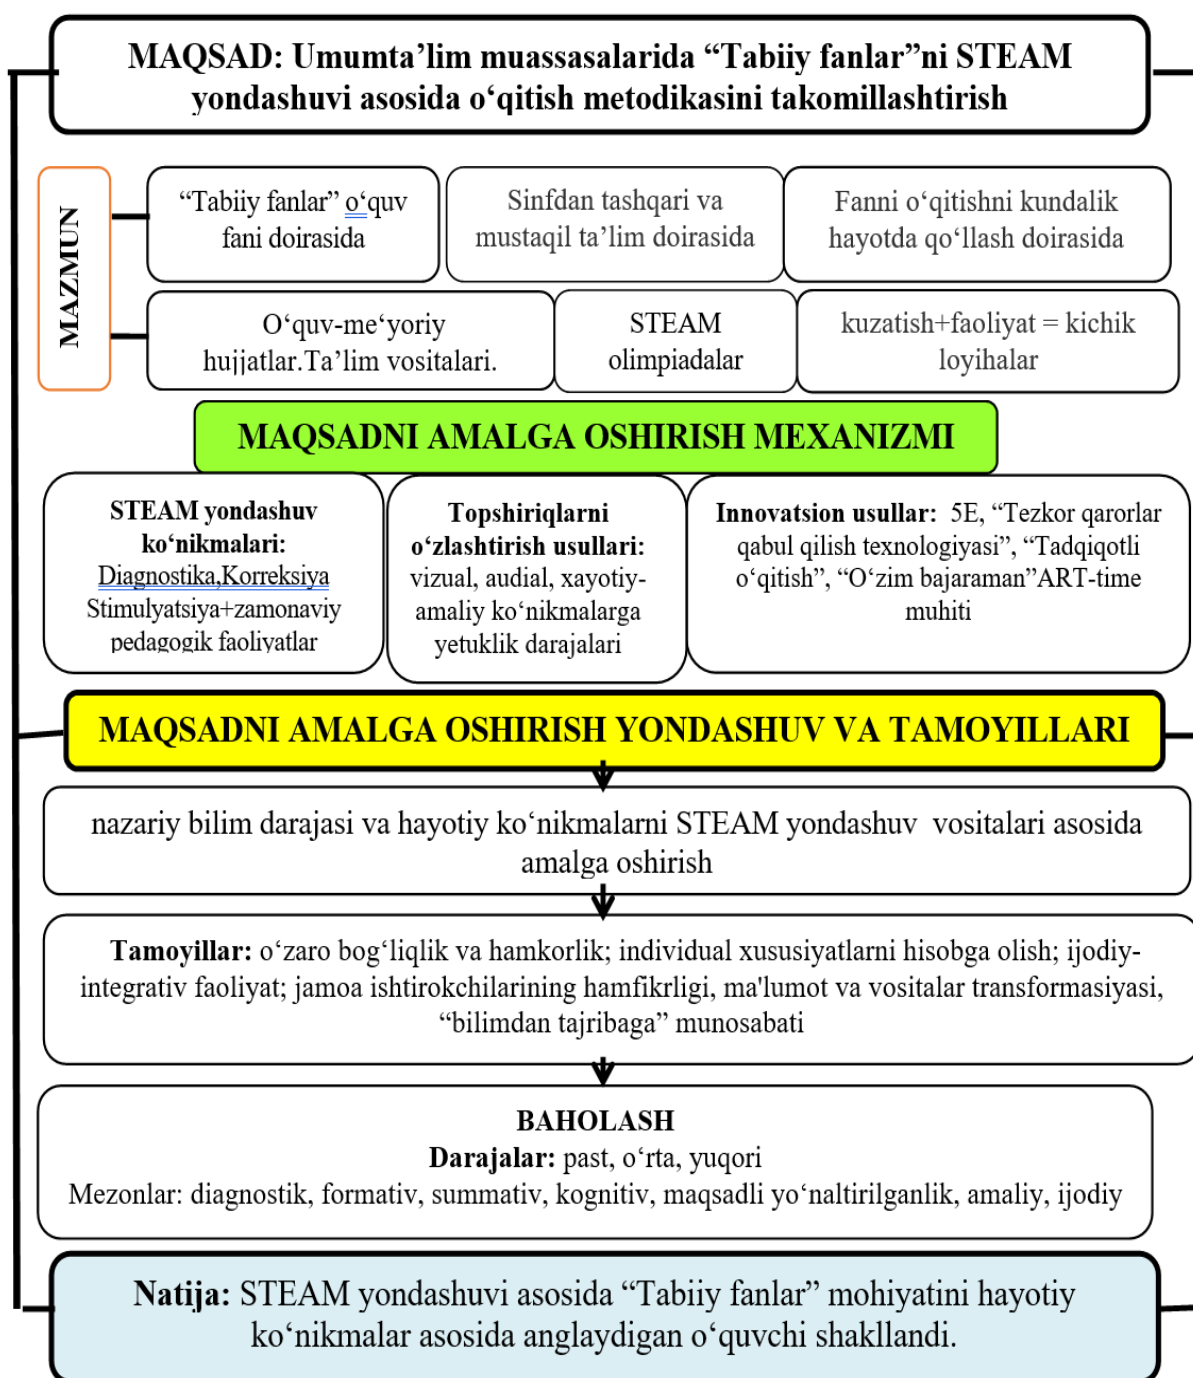 MAQSAD: Umumta’lim muassasalarida “Tabiiy fanlar”ni STEAM
yondashuvi asosida o‘qitish metodikasini takomillashtirish
MAZMUN
“Tabiiy fanlar” o‘quv
fani doirasida
Sinfdan tashqari va
mustaqil ta’lim doirasida
Fanni o‘qitishni kundalik
hayotda qo‘llash doirasida
O‘quv-me‘yoriy
hujjatlar.Ta’lim vositalari.
STEAM
olimpiadalar
kuzatish+faoliyat = kichik
loyihalar
MAQSADNI AMALGA OSHIRISH MEXANIZMI
STEAM yondashuv
ko‘nikmalari:
Diagnostika,Korreksiya
Stimulyatsiya+zamonaviy
pedagogik faoliyatlar
Topshiriqlarni
o‘zlashtirish usullari:
vizual, audial, xayotiy-
amaliy ko‘nikmalarga
yetuklik darajalari
Innovatsion usullar: 5E, “Tezkor qarorlar
qabul qilish texnologiyasi”, “Tadqiqotli
o‘qitish”, “O‘zim bajaraman”ART-time
muhiti
MAQSADNI AMALGA OSHIRISH YONDASHUV VA TAMOYILLARI
nazariy bilim darajasi va hayotiy ko‘nikmalarni STEAM yondashuv vositalari asosida
amalga oshirish
Tamoyillar: o‘zaro bog‘liqlik va hamkorlik; individual xususiyatlarni hisobga olish; ijodiy-
integrativ faoliyat; jamoa ishtirokchilarining hamfikrligi, ma'lumot va vositalar transformasiyasi,
“bilimdan tajribaga” munosabati
BAHOLASH
Darajalar: past, o‘rta, yuqori
Mezonlar: diagnostik, formativ, summativ, kognitiv, maqsadli yo‘naltirilganlik, amaliy, ijodiy
Natija: STEAM yondashuvi asosida “Tabiiy fanlar” mohiyatini hayotiy
ko‘nikmalar asosida anglaydigan o‘quvchi shakllandi.